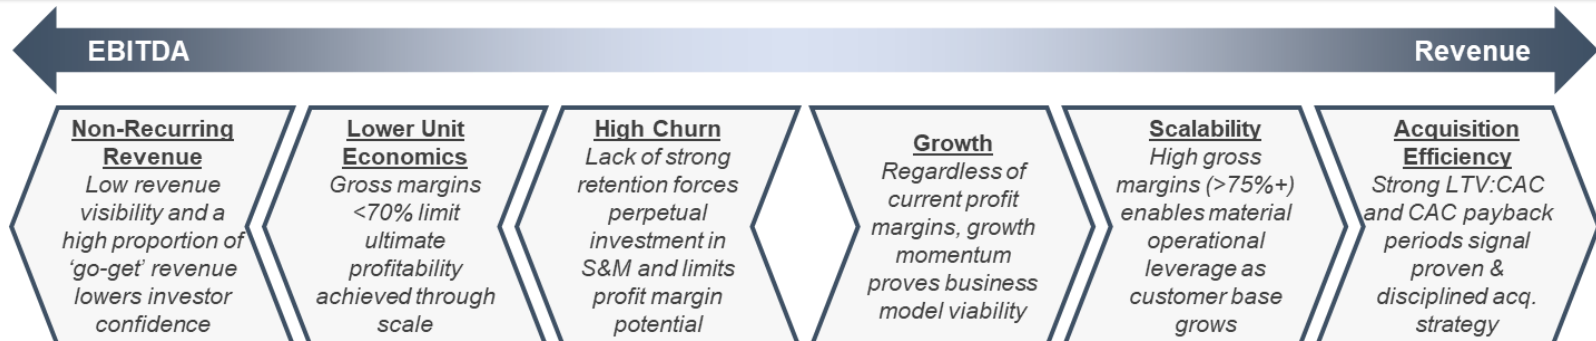 EBITDA
Revenue
Non-Recurring
Revenue
Low revenue
visibility and a
high proportion of
‘go-get’ revenue
lowers investor
confidence
Lower Unit
Economics
Gross margins
<70% limit
ultimate
profitability
achieved through
scale
High Churn
Lack of strong
retention forces
perpetual
investment in
S&M and limits
profit margin
potential
Growth
Regardless of
current profit
margins, growth
momentum
proves business
model viability
Scalability
High gross
margins (>75%+)
enables material
operational
leverage as
customer base
grows
Acquisition
Efficiency
Strong LTV:CAC
and CAC payback
periods signal
proven &
disciplined acq.
strategy